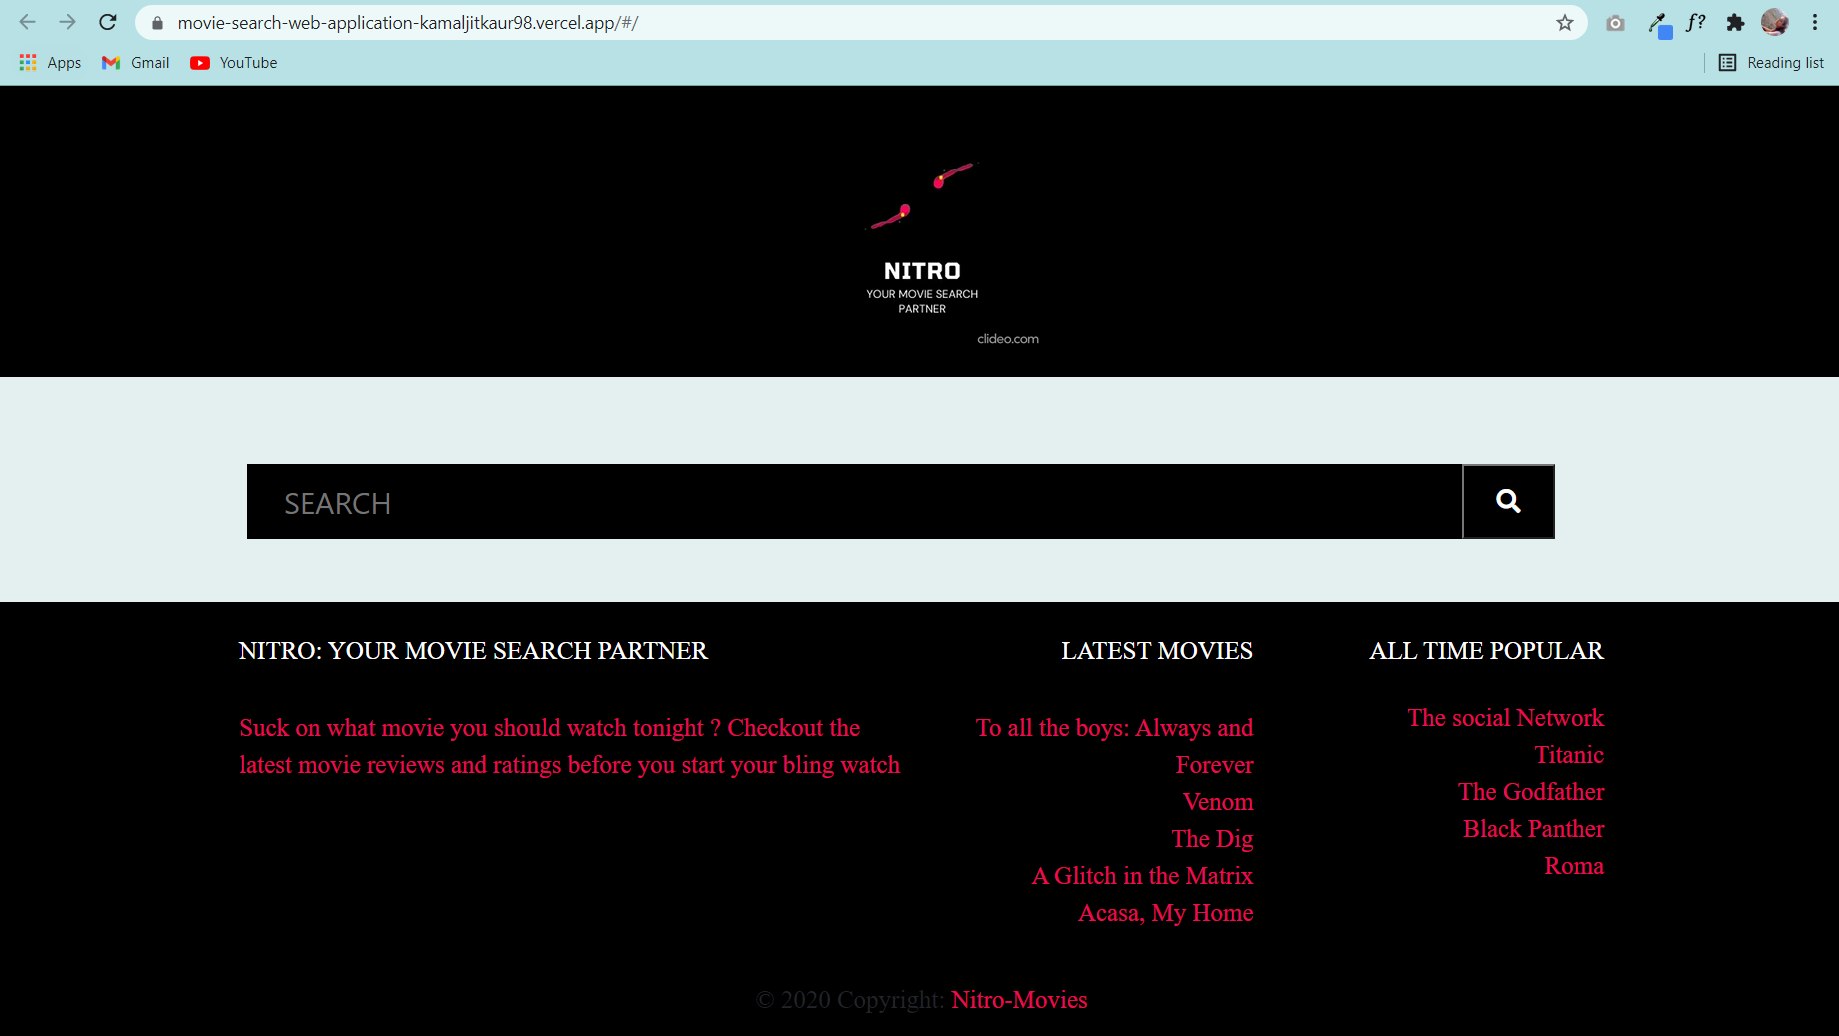 movie-search-web-application-kamaljitkaur98.vercel.app/#/
f?
Apps
Gmail
YouTube
Reading list
NITRO
YOUR MOVIE SEARCH
PARTNER
clideo.com
SEARCH
NITRO: YOUR MOVIE SEARCH PARTNER
Suck on what movie you should watch tonight ? Checkout the
latest movie reviews and ratings before you start your bling watch
LATEST MOVIES
To all the boys: Always and
Forever
Venom
The Dig
A Glitch in the Matrix
Acasa, My Home
ALL TIME POPULAR
The social Network
Titanic
The Godfather
Black Panther
Roma
© 2020 Copyright: Nitro-Movies